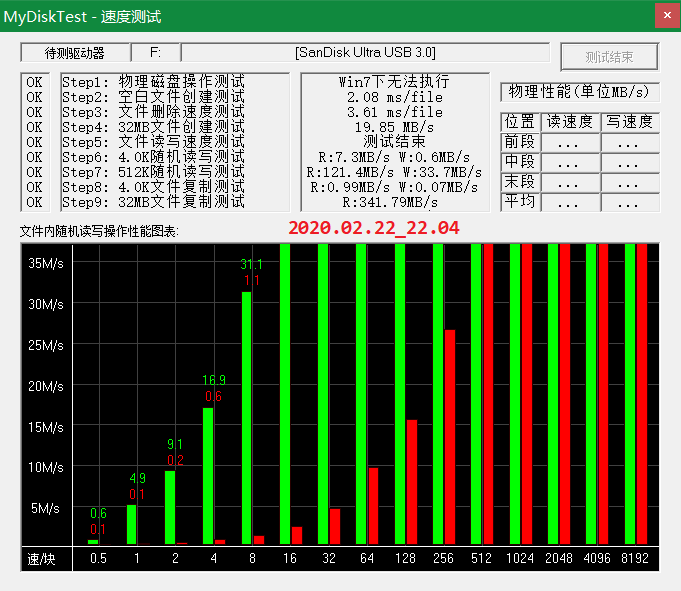 MyDiskTest - 速度测试
×
待测驱动器 F: [SanDisk Ultra USB 3.0] 测试结束
OK Step1: 物理磁盘操作测试 Win7下无法执行
OK Step2: 空白文件创建测试 2.08 ms/file
OK Step3: 文件删除速度测试 3.61 ms/file
OK Step4: 32MB文件创建测试 19.85 MB/s
OK Step5: 文件读写速度测试 测试结束
OK Step6: 4.0K随机读写测试 R:7.3MB/s W:0.6MB/s
OK Step7: 512K随机读写测试 R:121.4MB/s W:33.7MB/s
OK Step8: 4.0K文件复制测试 R:0.99MB/s W:0.07MB/s
OK Step9: 32MB文件复制测试 R:341.79MB/s
物理性能(单位MB/s)
位置 读速度 写速度
前段 ... ...
中段 ... ...
末段 ... ...
平均 ... ...
文件内随机读写操作性能图表:
2020.02.22_22.04
35M/s
30M/s
25M/s
20M/s
15M/s
10M/s
5M/s
0.6
0.1
4.9
0.1
9.1
0.2
16.9
0.6
31.1
1.1
速/块 0.5 1 2 4 8 16 32 64 128 256 512 1024 2048 4096 8192